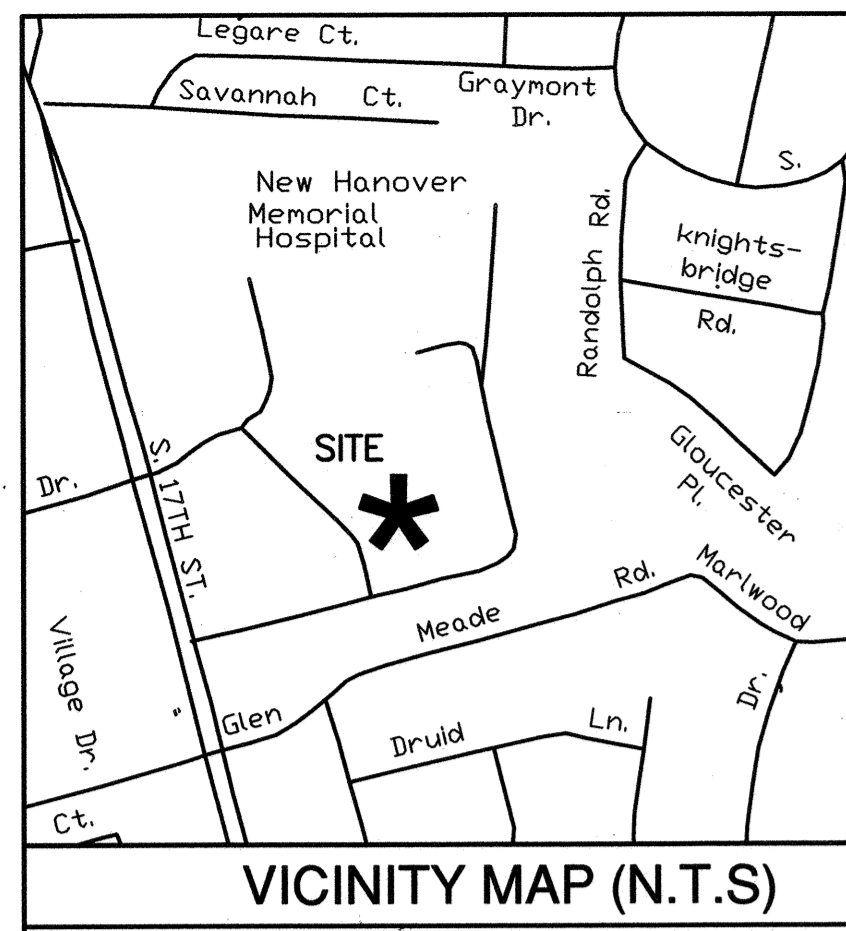 Legare Ct.
Savannah Ct.
Graymont
Dr.
S.
New Hanover
Memorial
Hospital
Randolph Rd.
knights-
bridge
Rd.
SITE
Gloucester
Pl.
Dr.
S. 17TH ST.
Marlwood
Dr.
Meade Rd.
Village Dr.
Glen
Druid Ln.
Ct.
VICINITY MAP (N.T.S)